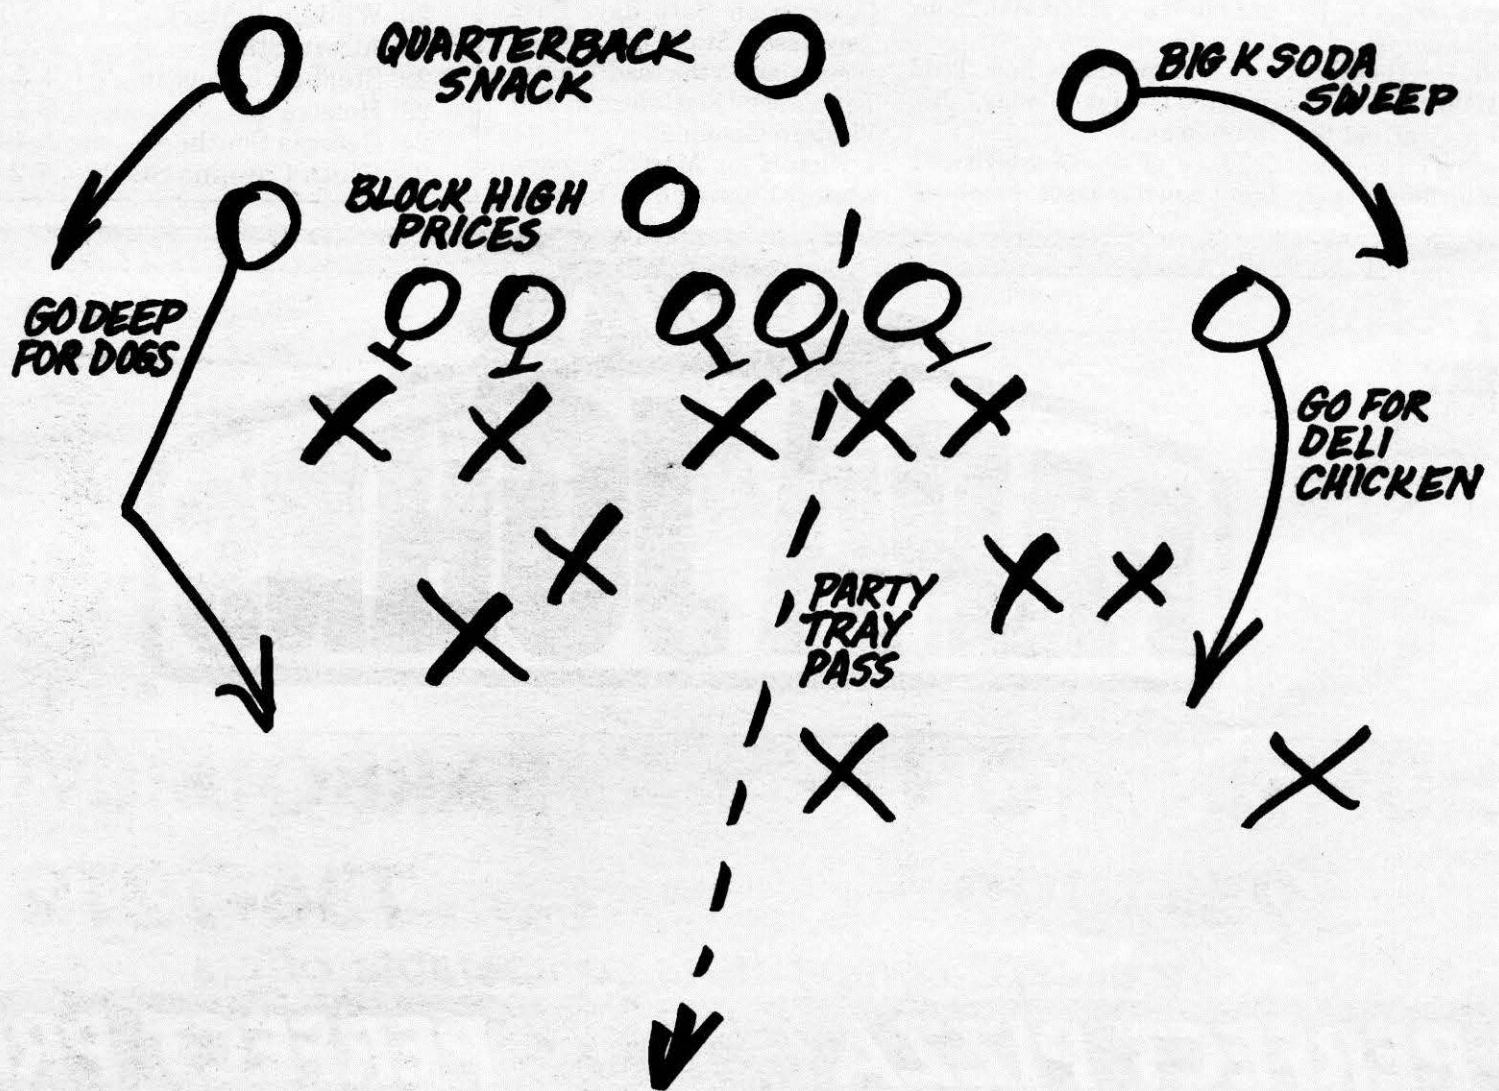 QUARTERBACK
SNACK
BIG K SODA
SWEEP
BLOCK HIGH
PRICES
GO DEEP
FOR DOGS
GO FOR
DELI
CHICKEN
PARTY
TRAY
PASS